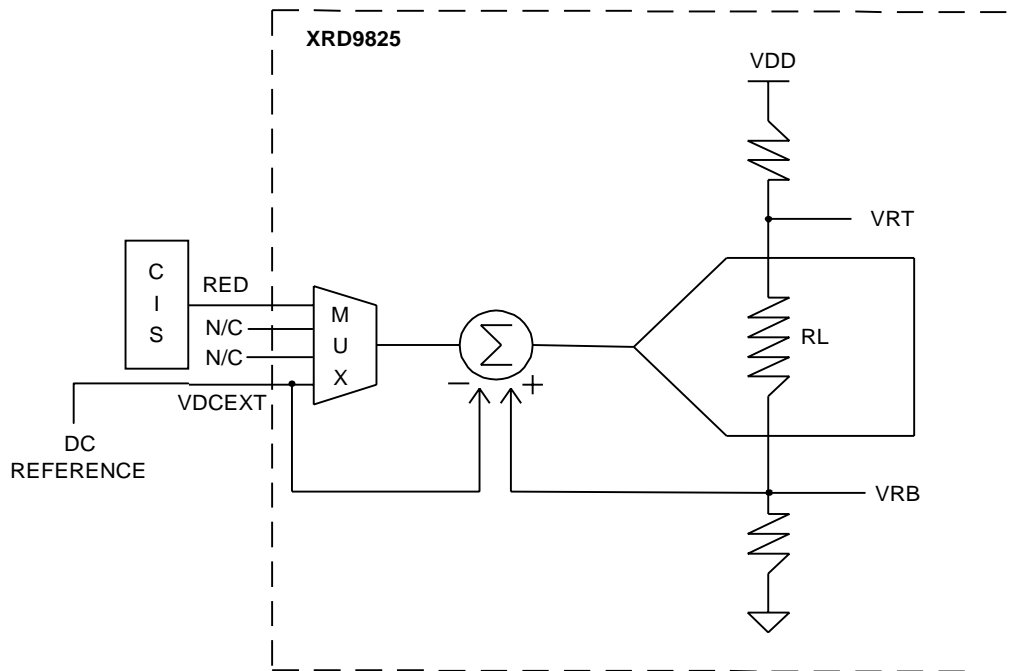 XRD9825
VDD
VRT
C
I
S
RED
N/C
N/C
VDCEXT
M
U
X
Σ
−
+
RL
DC
REFERENCE
VRB